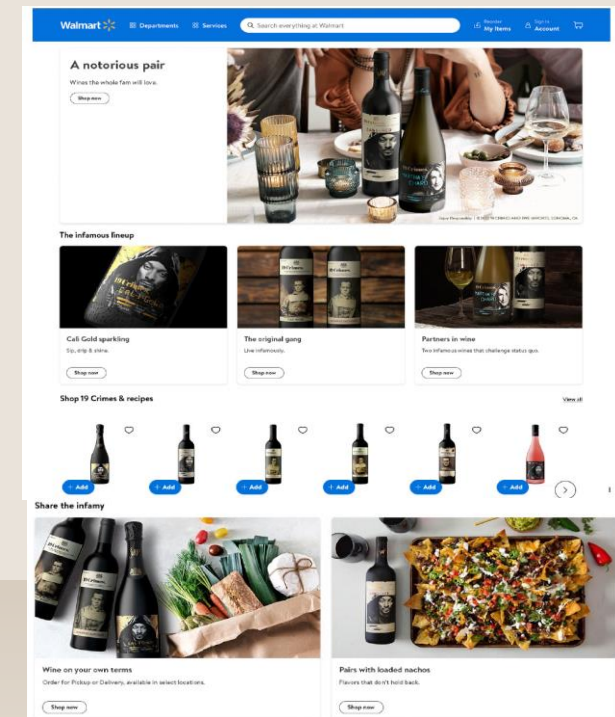 Walmart
Departments
Services
Search everything at Walmart
Reorder
My Items
Sign In
Account
A notorious pair
Wines the whole fam will love.
Shop now
The infamous lineup
Cali Gold sparkling
Sip, drip & shine.
Shop now
The original gang
Live infamously.
Shop now
Partners in wine
Two infamous wines that challenge status quo.
Shop now
Shop 19 Crimes & recipes
View all
+ Add
+ Add
+ Add
+ Add
+ Add
+ Add
Share the infamy
Wine on your own terms
Order for Pickup or Delivery, available in select locations.
Shop now
Pairs with loaded nachos
Flavors that don't hold back.
Shop now